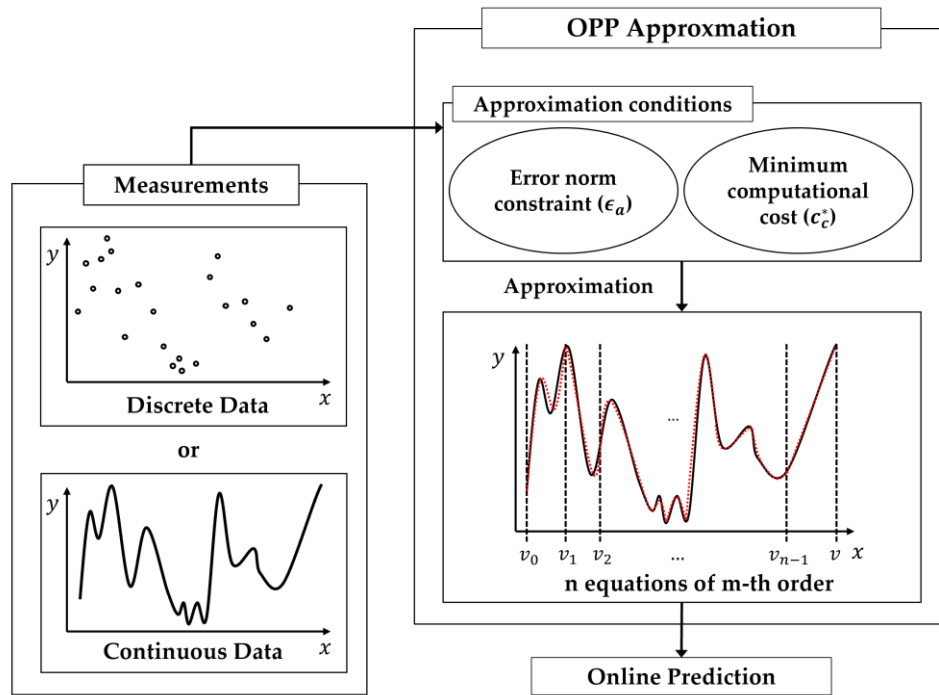 OPP Approxmation
Approximation conditions
Error norm
constraint (ϵₐ)
Minimum
computational
cost (c_c^*)
Measurements
y
x
Discrete Data
or
y
x
Continuous Data
Approximation
y
...
v₀ v₁ v₂ ... vₙ₋₁ v x
n equations of m-th order
Online Prediction